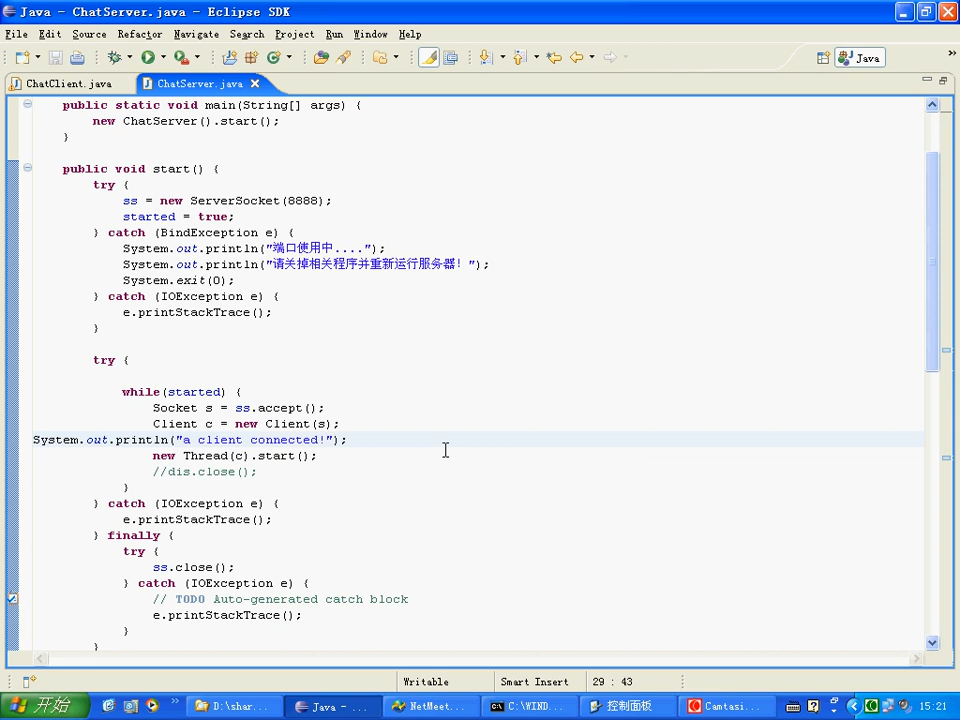 Java - ChatServer.java - Eclipse SDK
File Edit Source Refactor Navigate Search Project Run Window Help
Java
ChatClient.java ChatServer.java
public static void main(String[] args) {
new ChatServer().start();
}
public void start() {
try {
ss = new ServerSocket(8888);
started = true;
} catch (BindException e) {
System.out.println("端口使用中....");
System.out.println("请关掉相关程序并重新运行服务器！");
System.exit(0);
} catch (IOException e) {
e.printStackTrace();
}
try {
while(started) {
Socket s = ss.accept();
Client c = new Client(s);
System.out.println("a client connected!");
new Thread(c).start();
//dis.close();
}
} catch (IOException e) {
e.printStackTrace();
} finally {
try {
ss.close();
} catch (IOException e) {
// TODO Auto-generated catch block
e.printStackTrace();
}
}
Writable Smart Insert 29 : 43
开始 D:\shar... Java - ... NetMeet... C:\WIND... 控制面板 Camtasi... 15:21